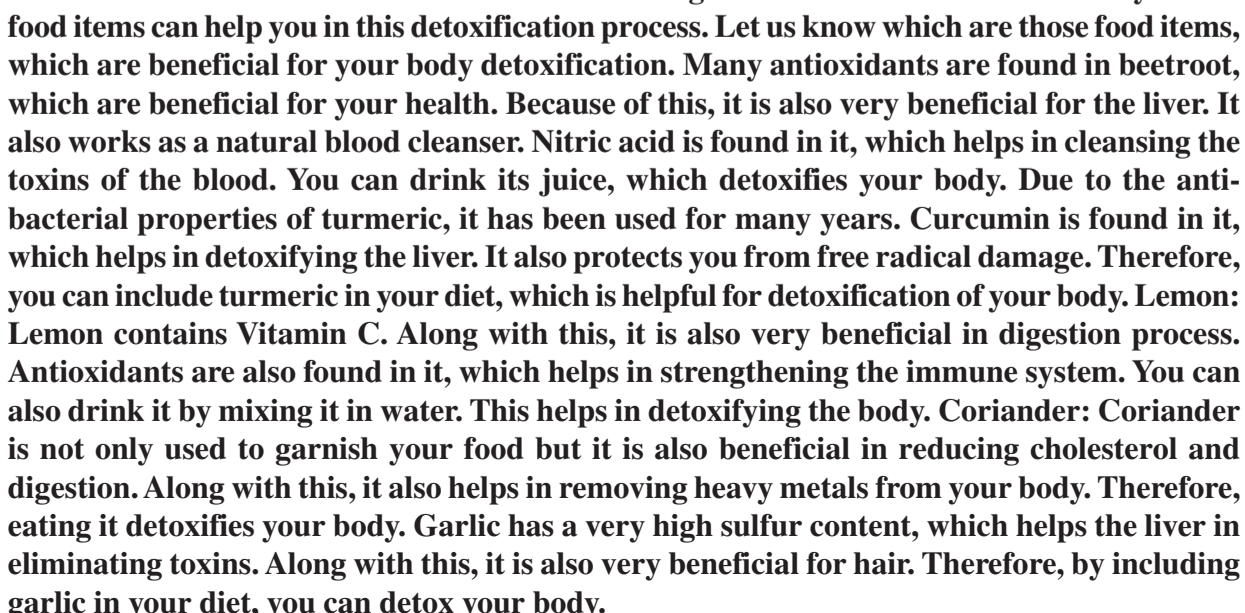 food items can help you in this detoxification process. Let us know which are those food items,
which are beneficial for your body detoxification. Many antioxidants are found in beetroot,
which are beneficial for your health. Because of this, it is also very beneficial for the liver. It
also works as a natural blood cleanser. Nitric acid is found in it, which helps in cleansing the
toxins of the blood. You can drink its juice, which detoxifies your body. Due to the anti-
bacterial properties of turmeric, it has been used for many years. Curcumin is found in it,
which helps in detoxifying the liver. It also protects you from free radical damage. Therefore,
you can include turmeric in your diet, which is helpful for detoxification of your body. Lemon:
Lemon contains Vitamin C. Along with this, it is also very beneficial in digestion process.
Antioxidants are also found in it, which helps in strengthening the immune system. You can
also drink it by mixing it in water. This helps in detoxifying the body. Coriander: Coriander
is not only used to garnish your food but it is also beneficial in reducing cholesterol and
digestion. Along with this, it also helps in removing heavy metals from your body. Therefore,
eating it detoxifies your body. Garlic has a very high sulfur content, which helps the liver in
eliminating toxins. Along with this, it is also very beneficial for hair. Therefore, by including
garlic in your diet, you can detox your body.